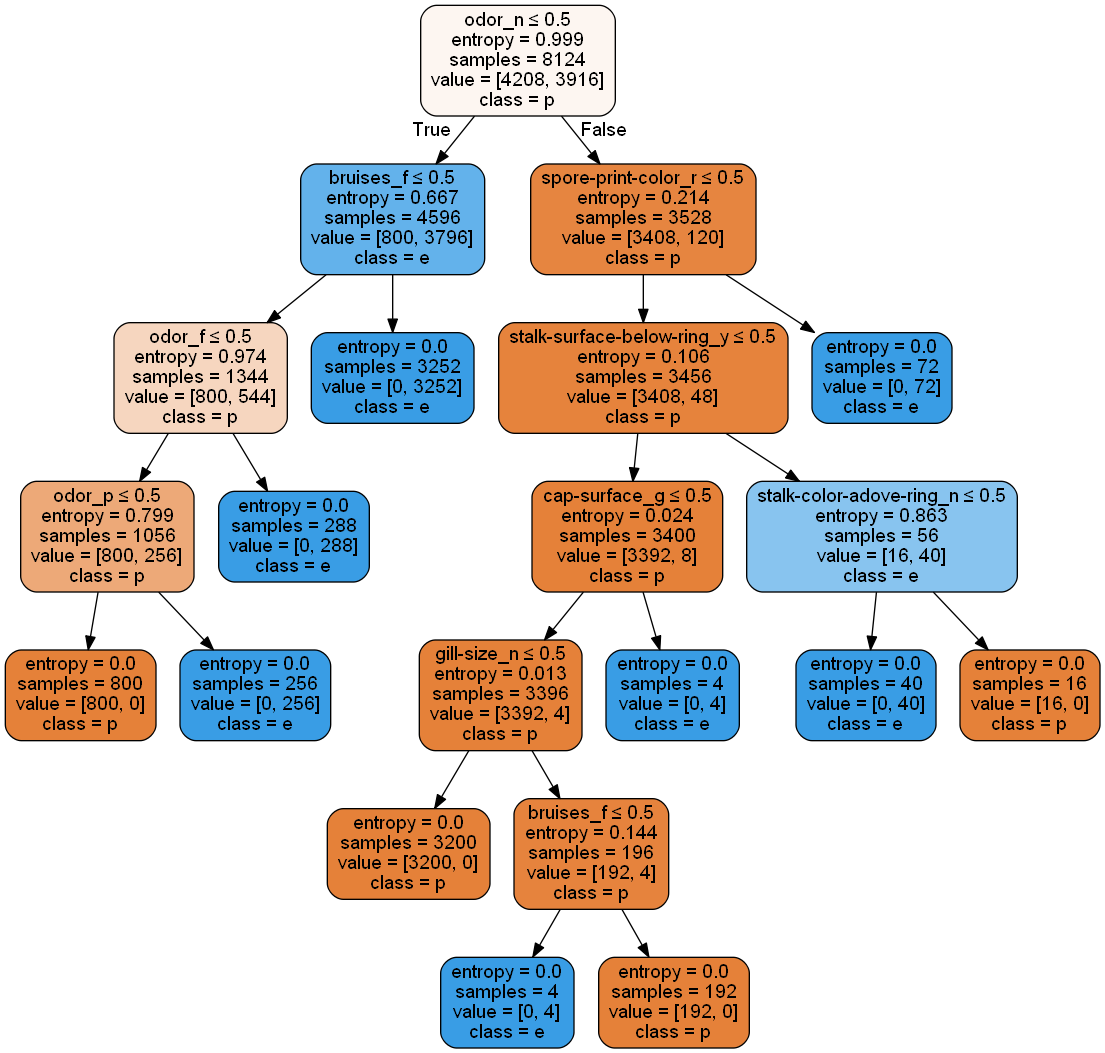 odor_n ≤ 0.5
entropy = 0.999
samples = 8124
value = [4208, 3916]
class = p
True
False
bruises_f ≤ 0.5
entropy = 0.667
samples = 4596
value = [800, 3796]
class = e
spore-print-color_r ≤ 0.5
entropy = 0.214
samples = 3528
value = [3408, 120]
class = p
odor_f ≤ 0.5
entropy = 0.974
samples = 1344
value = [800, 544]
class = p
entropy = 0.0
samples = 3252
value = [0, 3252]
class = e
stalk-surface-below-ring_y ≤ 0.5
entropy = 0.106
samples = 3456
value = [3408, 48]
class = p
entropy = 0.0
samples = 72
value = [0, 72]
class = e
odor_p ≤ 0.5
entropy = 0.799
samples = 1056
value = [800, 256]
class = p
entropy = 0.0
samples = 288
value = [0, 288]
class = e
cap-surface_g ≤ 0.5
entropy = 0.024
samples = 3400
value = [3392, 8]
class = p
stalk-color-adove-ring_n ≤ 0.5
entropy = 0.863
samples = 56
value = [16, 40]
class = e
entropy = 0.0
samples = 800
value = [800, 0]
class = p
entropy = 0.0
samples = 256
value = [0, 256]
class = e
gill-size_n ≤ 0.5
entropy = 0.013
samples = 3396
value = [3392, 4]
class = p
entropy = 0.0
samples = 4
value = [0, 4]
class = e
entropy = 0.0
samples = 40
value = [0, 40]
class = e
entropy = 0.0
samples = 16
value = [16, 0]
class = p
entropy = 0.0
samples = 3200
value = [3200, 0]
class = p
bruises_f ≤ 0.5
entropy = 0.144
samples = 196
value = [192, 4]
class = p
entropy = 0.0
samples = 4
value = [0, 4]
class = e
entropy = 0.0
samples = 192
value = [192, 0]
class = p